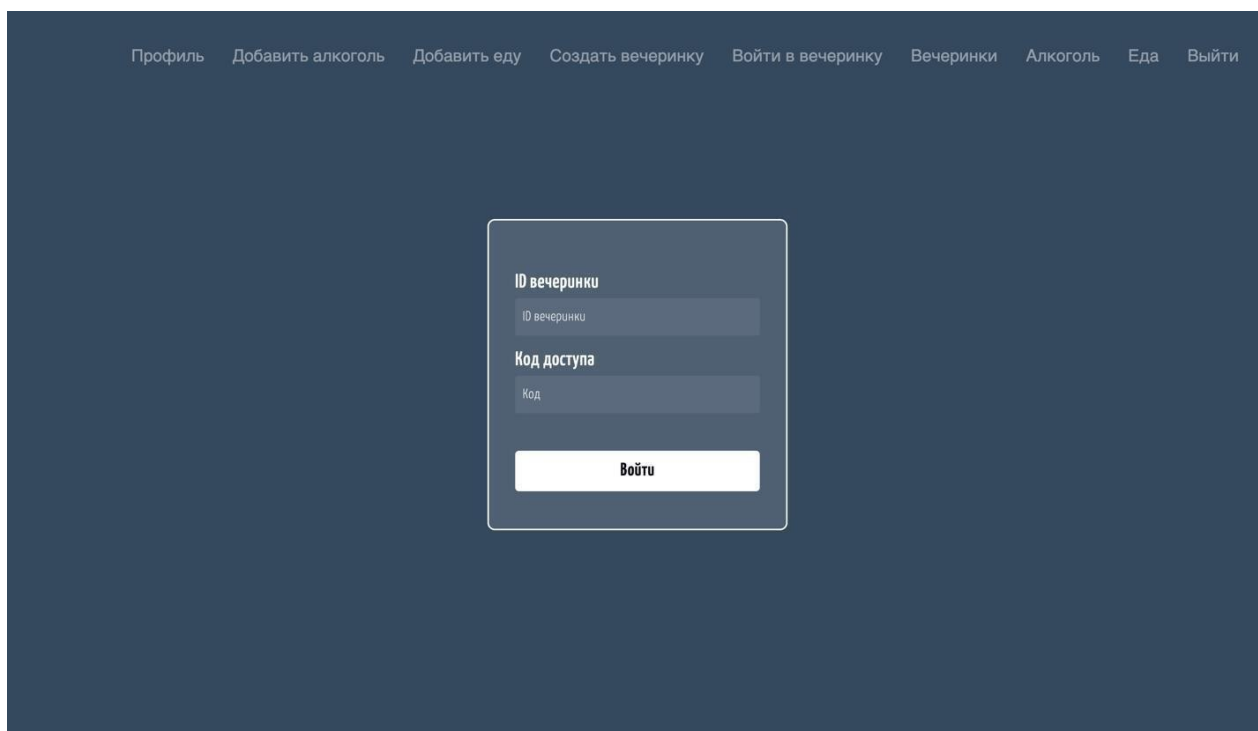 Профиль Добавить алкоголь Добавить еду Создать вечеринку Войти в вечеринку Вечеринки Алкоголь Еда Выйти
ID вечеринки
ID вечеринки
Код доступа
Код
Войти